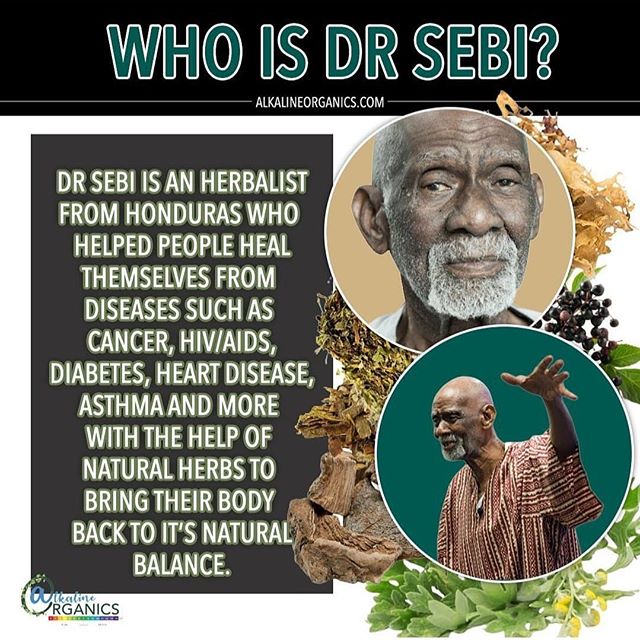 WHO IS DR SEBI?
ALKALINEORGANICS.COM
DR SEBI IS AN HERBALIST
FROM HONDURAS WHO
HELPED PEOPLE HEAL
THEMSELVES FROM
DISEASES SUCH AS
CANCER, HIV/AIDS,
DIABETES, HEART DISEASE,
ASTHMA AND MORE
WITH THE HELP OF
NATURAL HERBS TO
BRING THEIR BODY
BACK TO IT'S NATURAL
BALANCE.
alkaline
ORGANICS